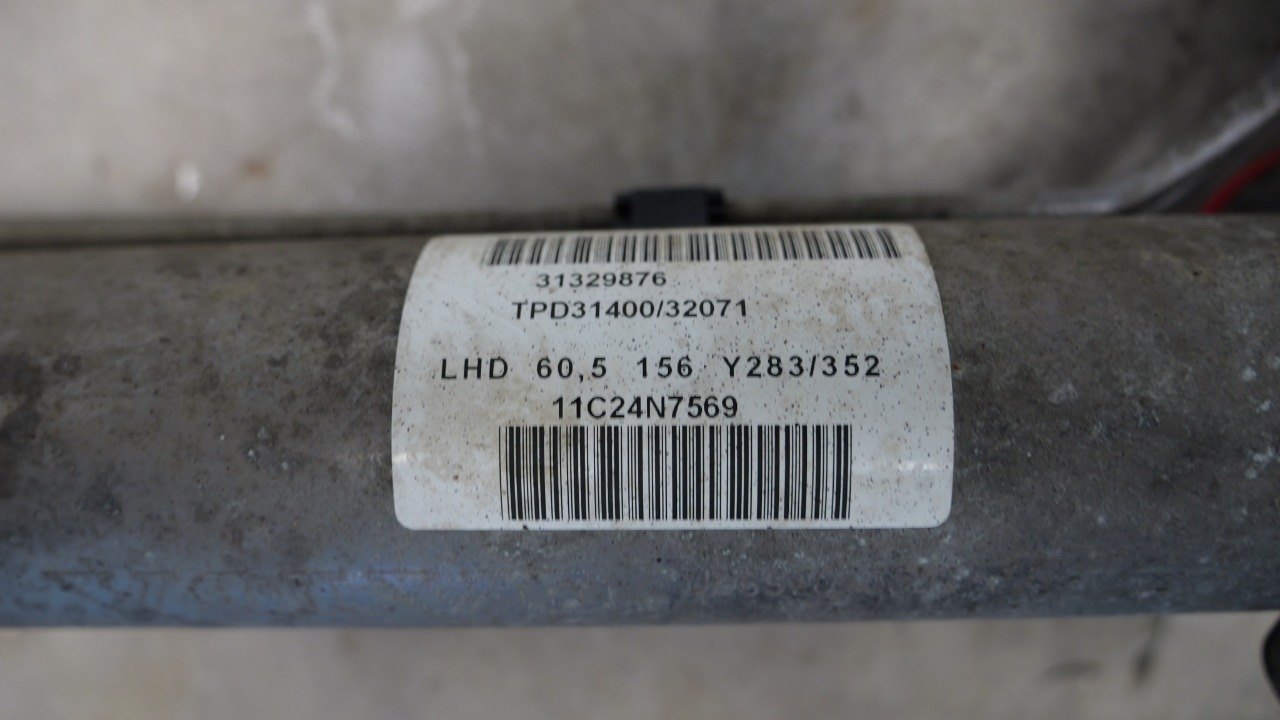 31329876
TPD31400/32071
LHD 60,5 156 Y283/352
11C24N7569